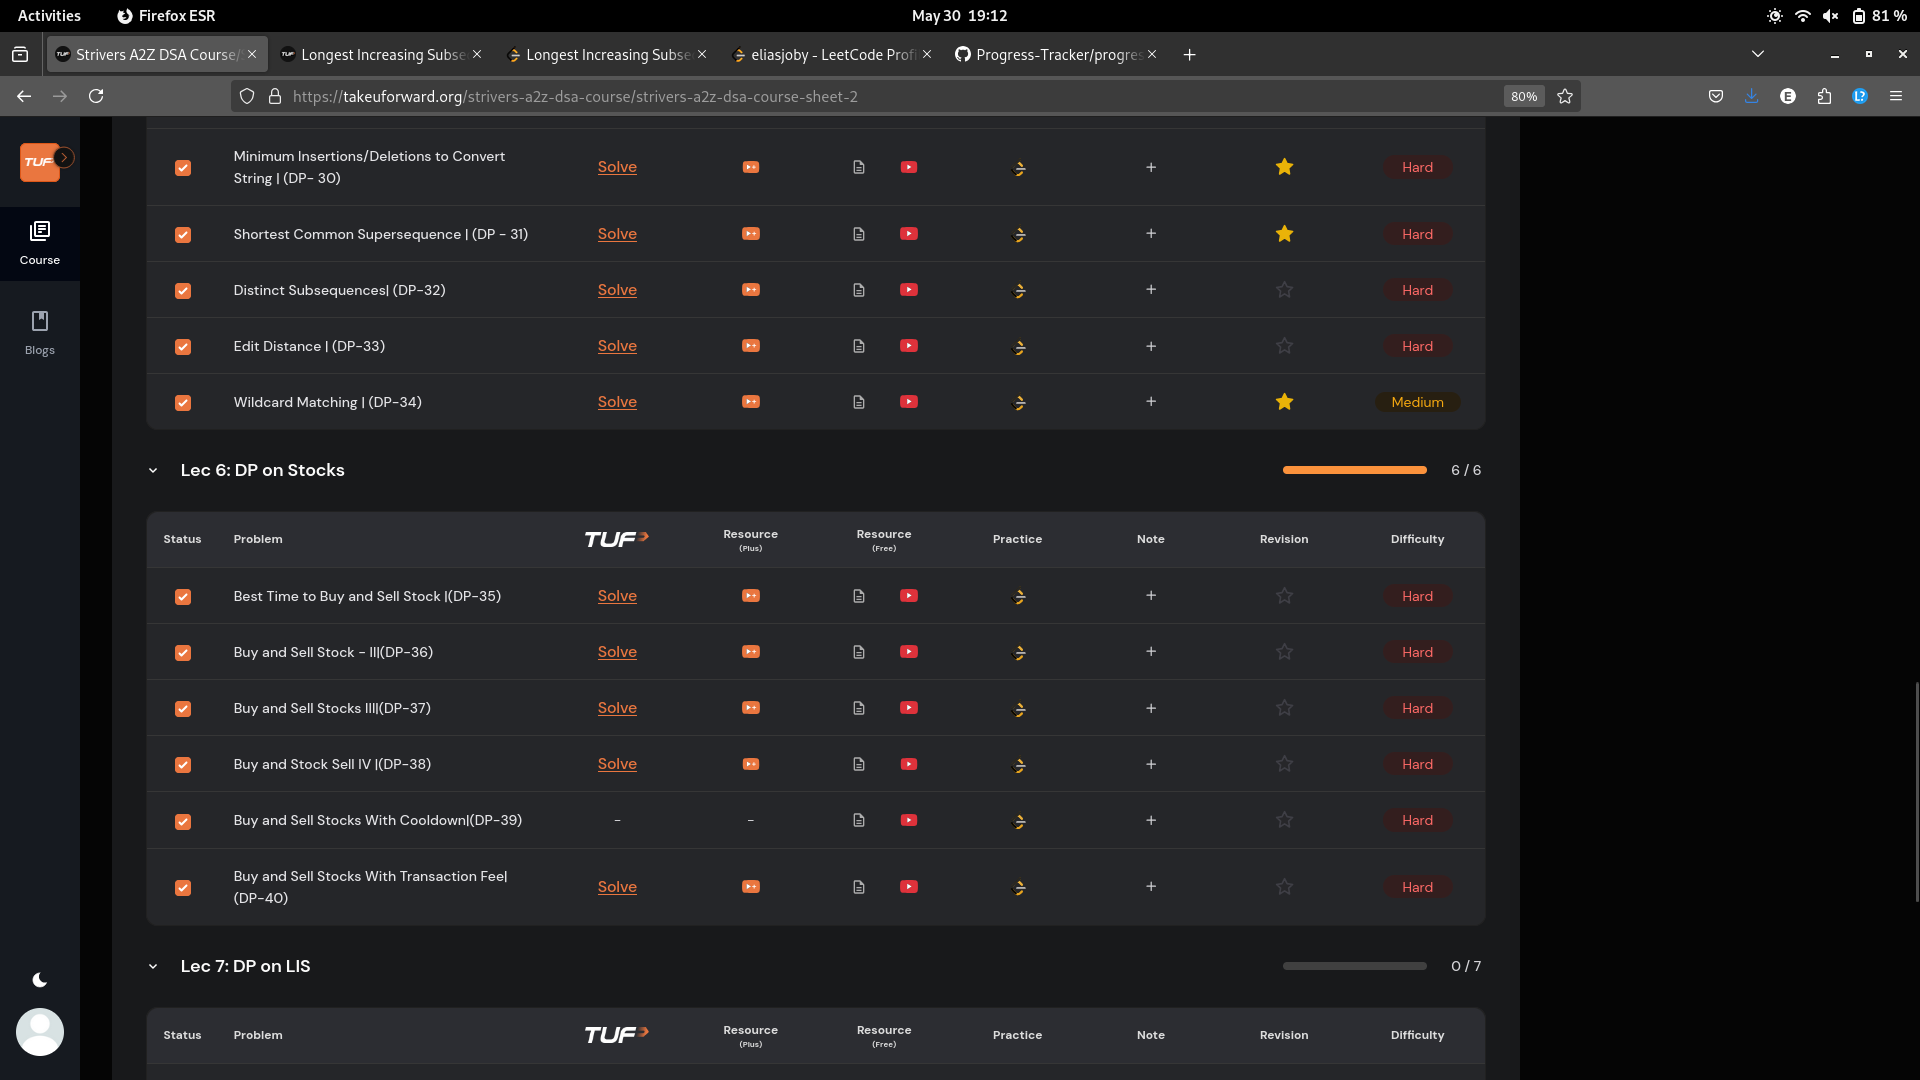 Activities
Firefox ESR
May 30 19:12
81 %
Strivers A2Z DSA Course/
Longest Increasing Subse
Longest Increasing Subse
eliasjoby - LeetCode Profi
Progress-Tracker/progres
https://takeuforward.org/strivers-a2z-dsa-course/strivers-a2z-dsa-course-sheet-2
80%
E
L?
TUF
Course
Blogs
Minimum Insertions/Deletions to Convert
String | (DP- 30)
Solve
Hard
Shortest Common Supersequence | (DP - 31)
Solve
Hard
Distinct Subsequences| (DP-32)
Solve
Hard
Edit Distance | (DP-33)
Solve
Hard
Wildcard Matching | (DP-34)
Solve
Medium
Lec 6: DP on Stocks
6 / 6
Status
Problem
TUF
Resource
(Plus)
Resource
(Free)
Practice
Note
Revision
Difficulty
Best Time to Buy and Sell Stock |(DP-35)
Solve
Hard
Buy and Sell Stock - II|(DP-36)
Solve
Hard
Buy and Sell Stocks III|(DP-37)
Solve
Hard
Buy and Stock Sell IV |(DP-38)
Solve
Hard
Buy and Sell Stocks With Cooldown|(DP-39)
-
-
Hard
Buy and Sell Stocks With Transaction Fee|
(DP-40)
Solve
Hard
Lec 7: DP on LIS
0 / 7
Status
Problem
TUF
Resource
(Plus)
Resource
(Free)
Practice
Note
Revision
Difficulty